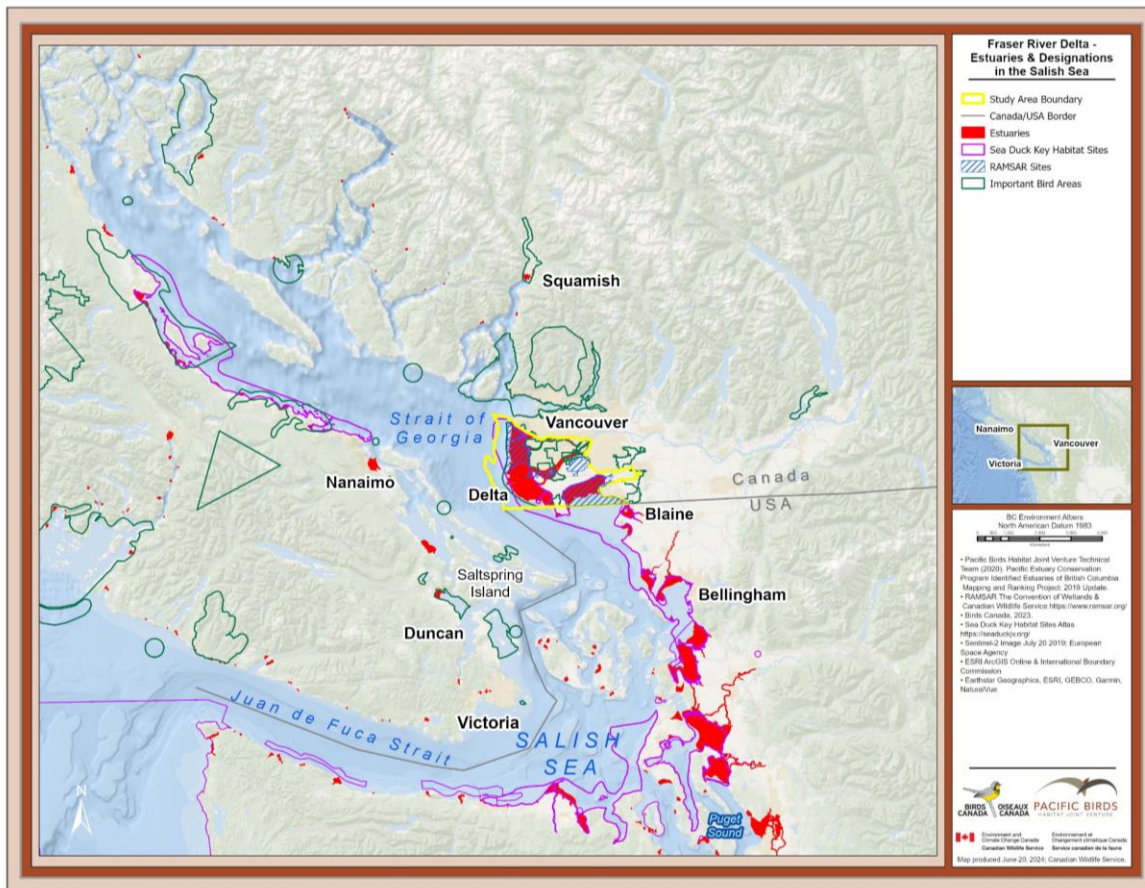 Fraser River Delta -
Estuaries & Designations
in the Salish Sea
Study Area Boundary
Canada/USA Border
Estuaries
Sea Duck Key Habitat Sites
RAMSAR Sites
Important Bird Areas
Squamish
Vancouver
Strait of
Georgia
Nanaimo
Delta
Canada
USA
Blaine
Saltspring
Island
Bellingham
Duncan
Victoria
Juan de Fuca Strait
SALISH
SEA
Puget
Sound
N
Nanaimo
Vancouver
Victoria
BC Environment Albers
North American Datum 1983
• Pacific Birds Habitat Joint Venture Technical
Team (2020). Pacific Estuary Conservation
Program Identified Estuaries of British Columbia
Mapping and Ranking Project: 2019 Update.
• RAMSAR The Convention of Wetlands &
Canadian Wildlife Service https://www.ramsar.org/
• Birds Canada, 2023.
• Sea Duck Key Habitat Sites Atlas
https://seaduckjv.org/
• Sentinel-2 Image July 20 2019; European
Space Agency
• ESRI ArcGIS Online & International Boundary
Commission
• Earthstar Geographics, ESRI, GEBCO, Garmin,
NaturalVue
BIRDS CANADA
OISEAUX CANADA
PACIFIC BIRDS
HABITAT JOINT VENTURE
Environment and
Climate Change Canada
Canadian Wildlife Service
Environnement et
Changement climatique Canada
Service canadien de la faune
Map produced June 20, 2024; Canadian Wildlife Service.